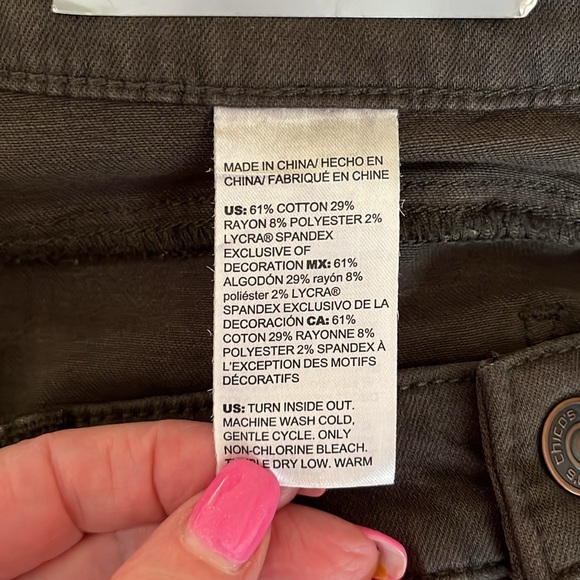 MADE IN CHINA/ HECHO EN
CHINA/ FABRIQUÉ EN CHINE
US: 61% COTTON 29%
RAYON 8% POLYESTER 2%
LYCRA® SPANDEX
EXCLUSIVE OF
DECORATION MX: 61%
ALGODÓN 29% rayón 8%
poliéster 2% LYCRA®
SPANDEX EXCLUSIVO DE LA
DECORACIÓN CA: 61%
COTON 29% RAYONNE 8%
POLYESTER 2% SPANDEX À
L'EXCEPTION DES MOTIFS
DÉCORATIFS
US: TURN INSIDE OUT.
MACHINE WASH COLD,
GENTLE CYCLE. ONLY
NON-CHLORINE BLEACH.
DRY LOW. WARM
CHICO'S